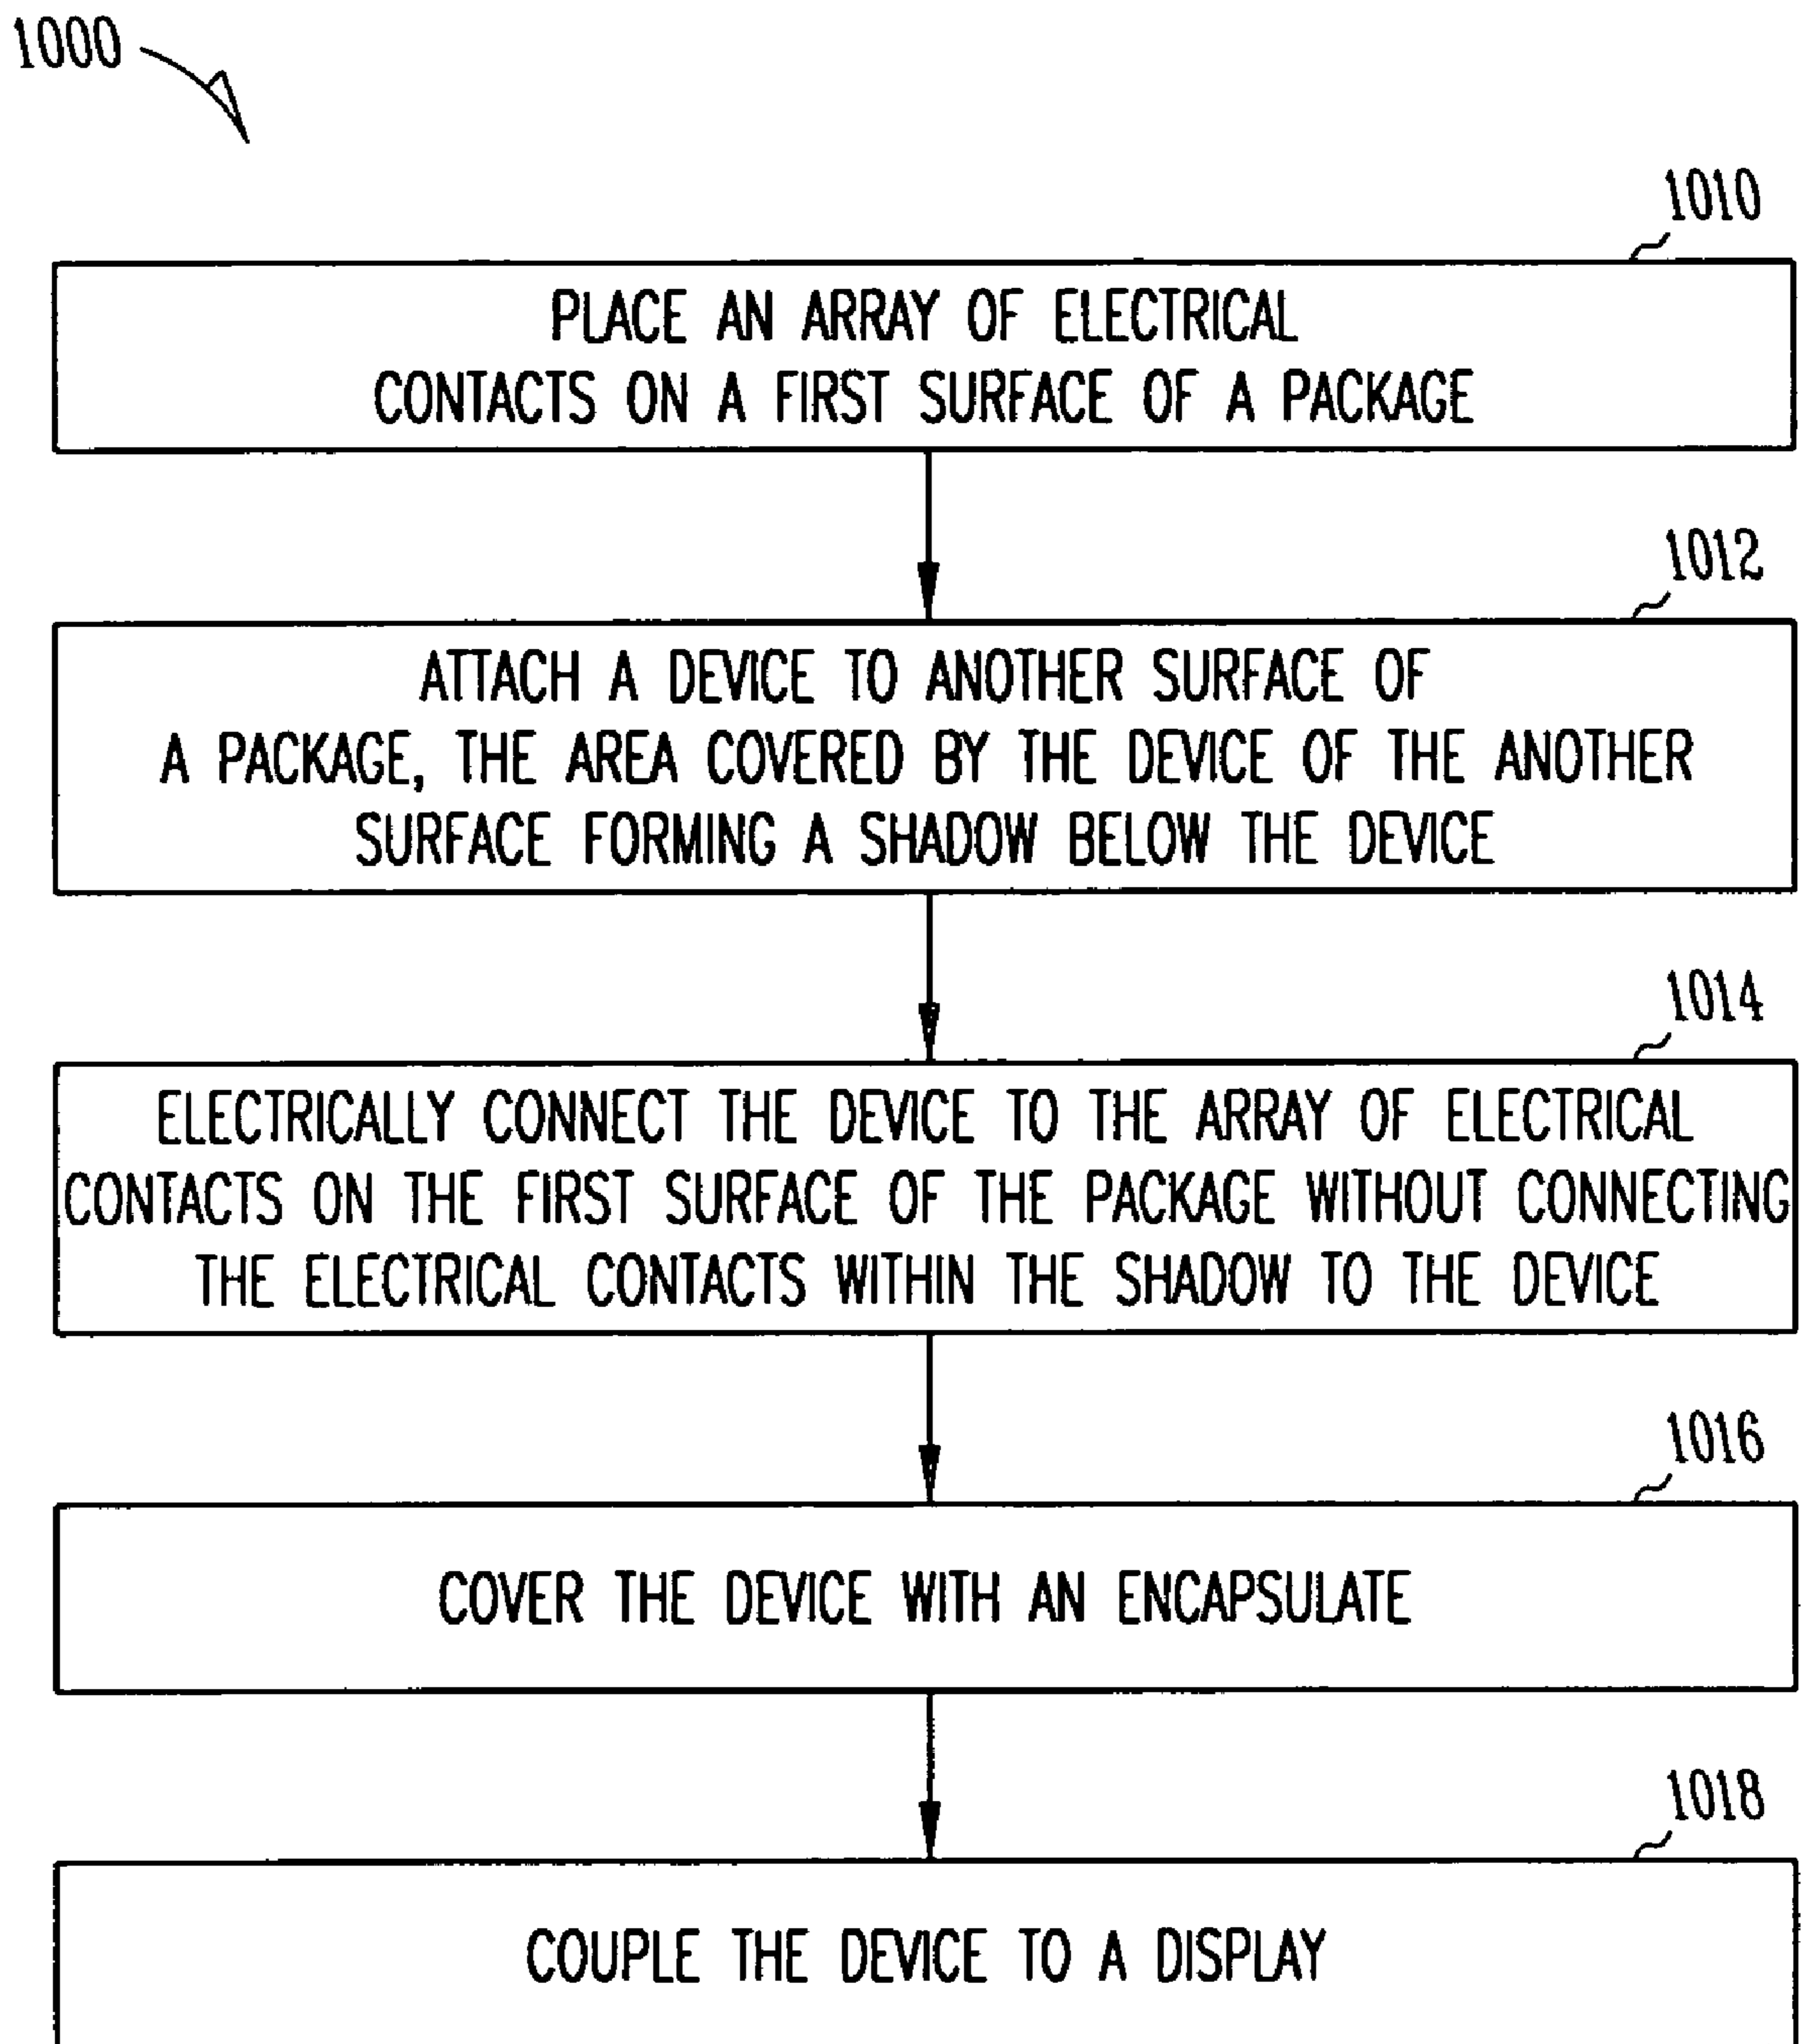 1000
1010
PLACE AN ARRAY OF ELECTRICAL
CONTACTS ON A FIRST SURFACE OF A PACKAGE
1012
ATTACH A DEVICE TO ANOTHER SURFACE OF
A PACKAGE, THE AREA COVERED BY THE DEVICE OF THE ANOTHER
SURFACE FORMING A SHADOW BELOW THE DEVICE
1014
ELECTRICALLY CONNECT THE DEVICE TO THE ARRAY OF ELECTRICAL
CONTACTS ON THE FIRST SURFACE OF THE PACKAGE WITHOUT CONNECTING
THE ELECTRICAL CONTACTS WITHIN THE SHADOW TO THE DEVICE
1016
COVER THE DEVICE WITH AN ENCAPSULATE
1018
COUPLE THE DEVICE TO A DISPLAY